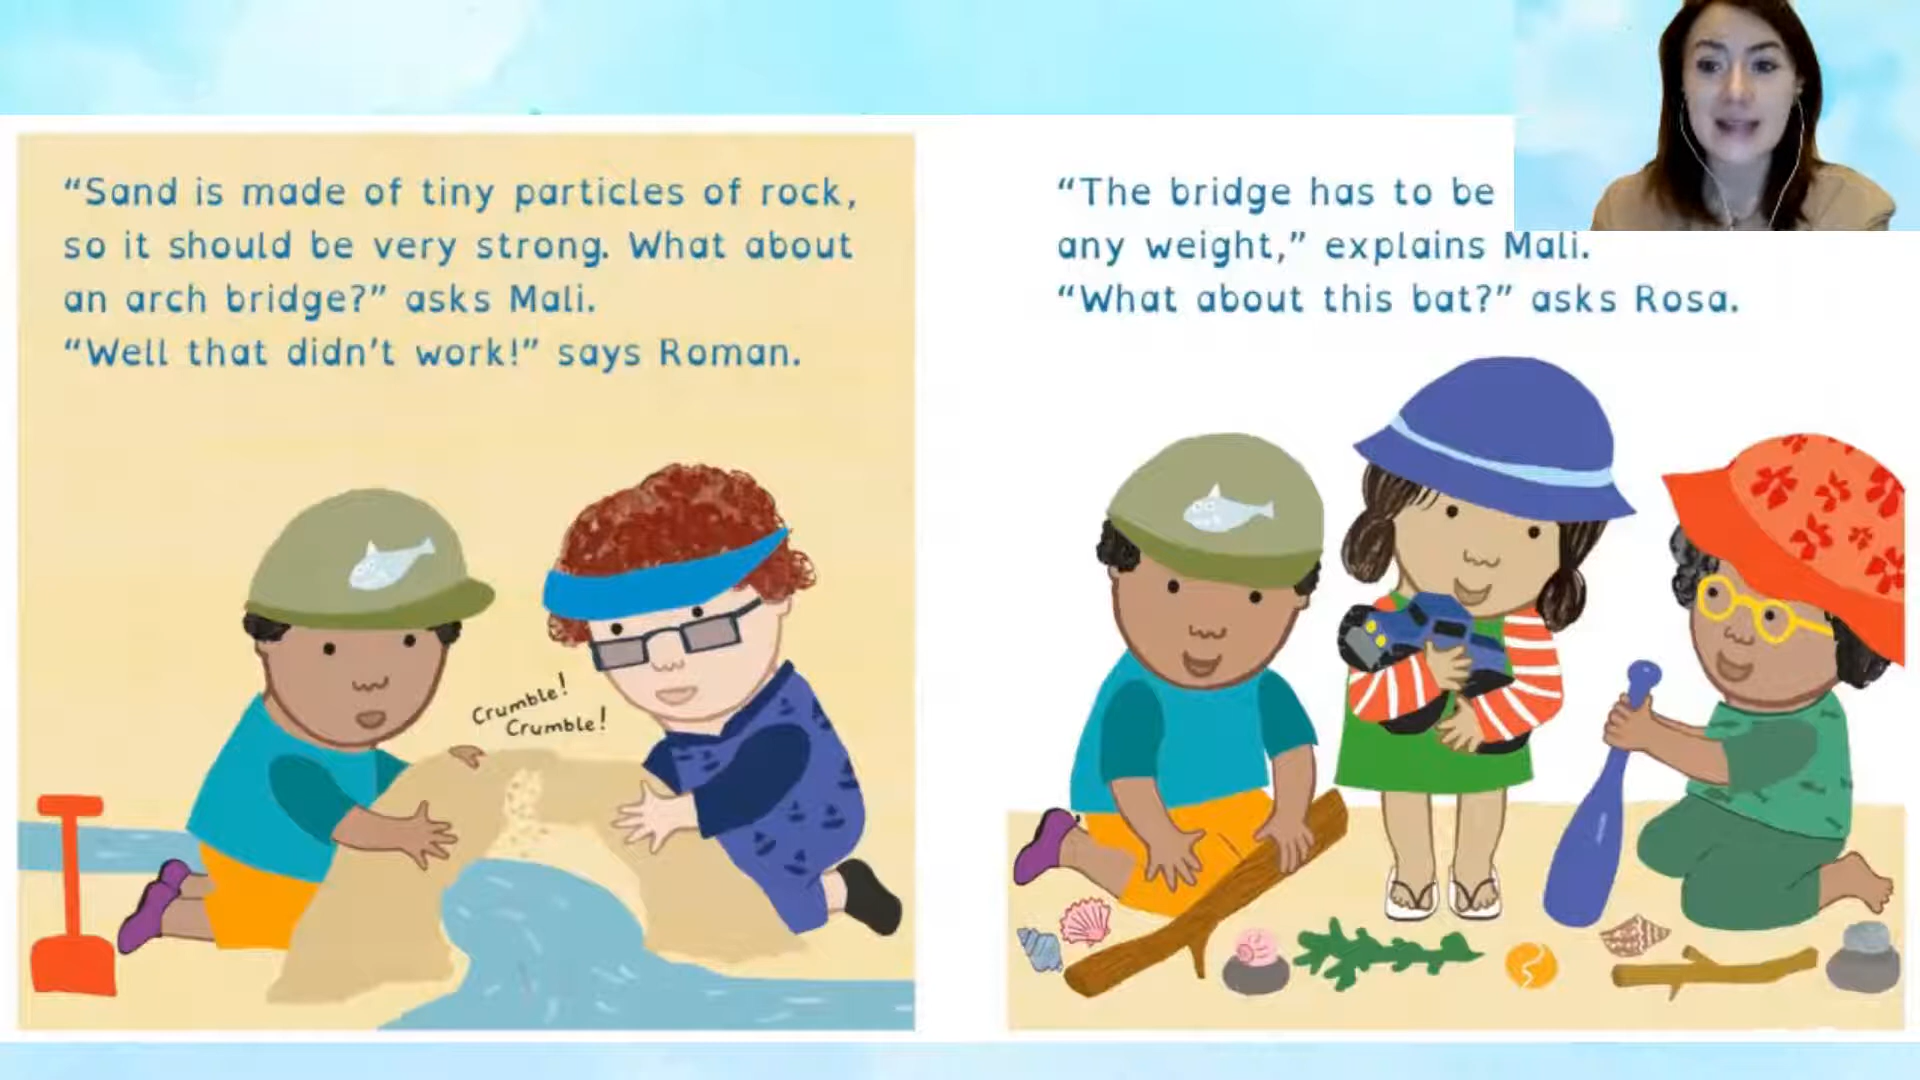 “Sand is made of tiny particles of rock,
so it should be very strong. What about
an arch bridge?” asks Mali.
“Well that didn’t work!” says Roman.
Crumble!
Crumble!
“The bridge has to be
any weight,” explains Mali.
“What about this bat?” asks Rosa.